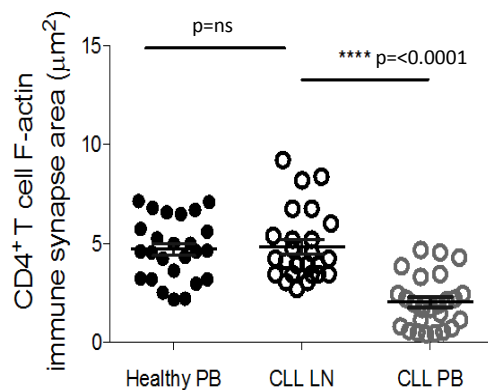 p=ns
**** p=<0.0001
CD4+ T cell F-actin
immune synapse area (μm2)
15
10
5
0
Healthy PB
CLL LN
CLL PB